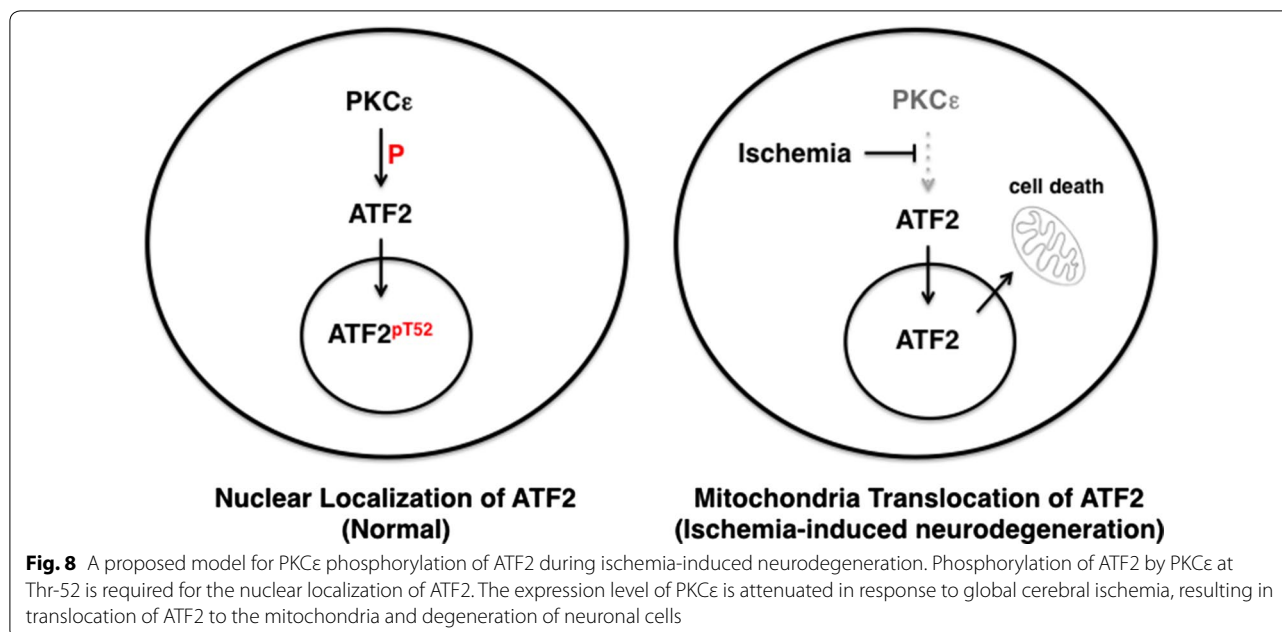 PKCε
P
ATF2
ATF2pT52
Nuclear Localization of ATF2
(Normal)
PKCε
Ischemia
cell death
ATF2
ATF2
Mitochondria Translocation of ATF2
(Ischemia-induced neurodegeneration)
Fig. 8 A proposed model for PKCε phosphorylation of ATF2 during ischemia-induced neurodegeneration. Phosphorylation of ATF2 by PKCε at
Thr-52 is required for the nuclear localization of ATF2. The expression level of PKCε is attenuated in response to global cerebral ischemia, resulting in
translocation of ATF2 to the mitochondria and degeneration of neuronal cells